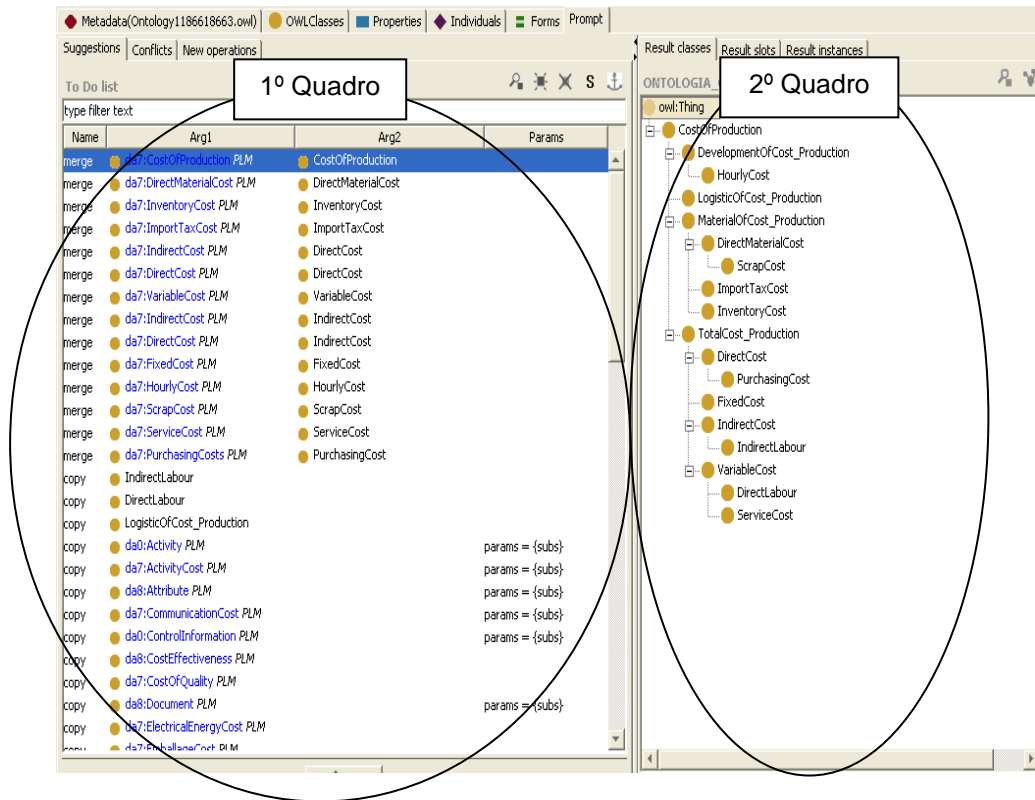 Metadata(Ontology1186618663.owl) OWLClasses Properties Individuals Forms Prompt
Suggestions Conflicts New operations
To Do list
1º Quadro
S
type filter text
Name Arg1 Arg2 Params
merge da7:CostOfProduction PLM CostOfProduction
merge da7:DirectMaterialCost PLM DirectMaterialCost
merge da7:InventoryCost PLM InventoryCost
merge da7:ImportTaxCost PLM ImportTaxCost
merge da7:IndirectCost PLM DirectCost
merge da7:DirectCost PLM DirectCost
merge da7:VariableCost PLM VariableCost
merge da7:IndirectCost PLM IndirectCost
merge da7:DirectCost PLM IndirectCost
merge da7:FixedCost PLM FixedCost
merge da7:HourlyCost PLM HourlyCost
merge da7:ScrapCost PLM ScrapCost
merge da7:ServiceCost PLM ServiceCost
merge da7:PurchasingCosts PLM PurchasingCost
copy IndirectLabour
copy DirectLabour
copy LogisticOfCost_Production
copy da0:Activity PLM params = {subs}
copy da7:ActivityCost PLM params = {subs}
copy da8:Attribute PLM params = {subs}
copy da7:CommunicationCost PLM params = {subs}
copy da0:ControlInformation PLM params = {subs}
copy da8:CostEffectiveness PLM
copy da7:CostOfQuality PLM
copy da8:Document PLM params = {subs}
copy da7:ElectricalEnergyCost PLM
copy da7:EmballageCost PLM
Result classes Result slots Result instances
ONTOLOGIA_
2º Quadro
owl:Thing
CostOfProduction
DevelopmentOfCost_Production
HourlyCost
LogisticOfCost_Production
MaterialOfCost_Production
DirectMaterialCost
ScrapCost
ImportTaxCost
InventoryCost
TotalCost_Production
DirectCost
PurchasingCost
FixedCost
IndirectCost
IndirectLabour
VariableCost
DirectLabour
ServiceCost